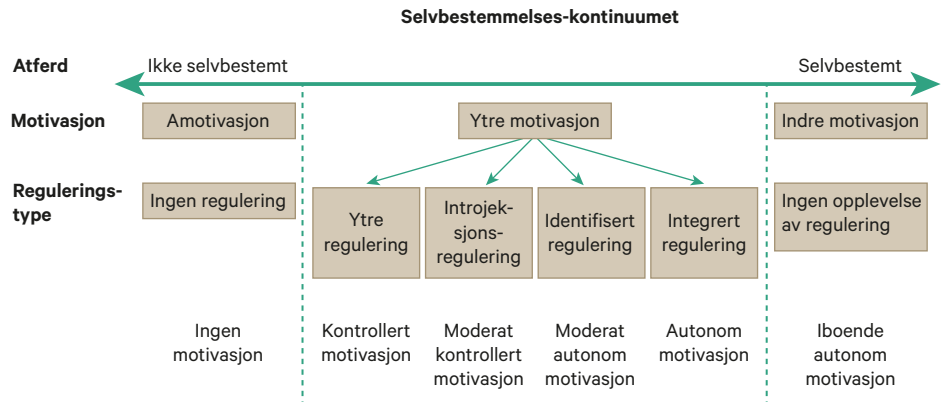 Selvbestemmelses-kontinuumet
Atferd
Ikke selvbestemt
Selvbestemt
Motivasjon
Amotivasjon
Ytre motivasjon
Indre motivasjon
Regulerings-
type
Ingen regulering
Ytre
regulering
Introjek-
sjons-
regulering
Identifisert
regulering
Integrert
regulering
Ingen opplevelse
av regulering
Ingen
motivasjon
Kontrollert
motivasjon
Moderat
kontrollert
motivasjon
Moderat
autonom
motivasjon
Autonom
motivasjon
Iboende
autonom
motivasjon